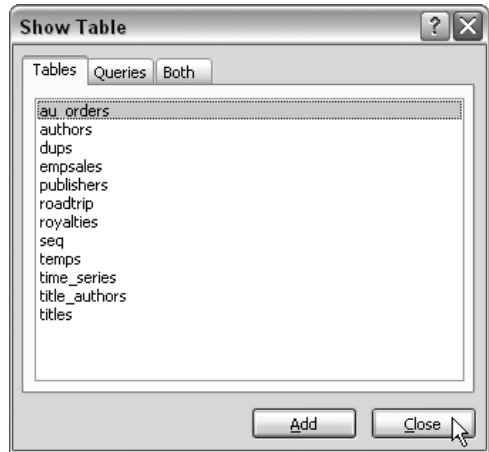 Show Table ?
Tables Queries Both
au_orders
authors
dups
empsales
publishers
roadtrip
royalties
seq
temps
time_series
title_authors
titles
Add Close